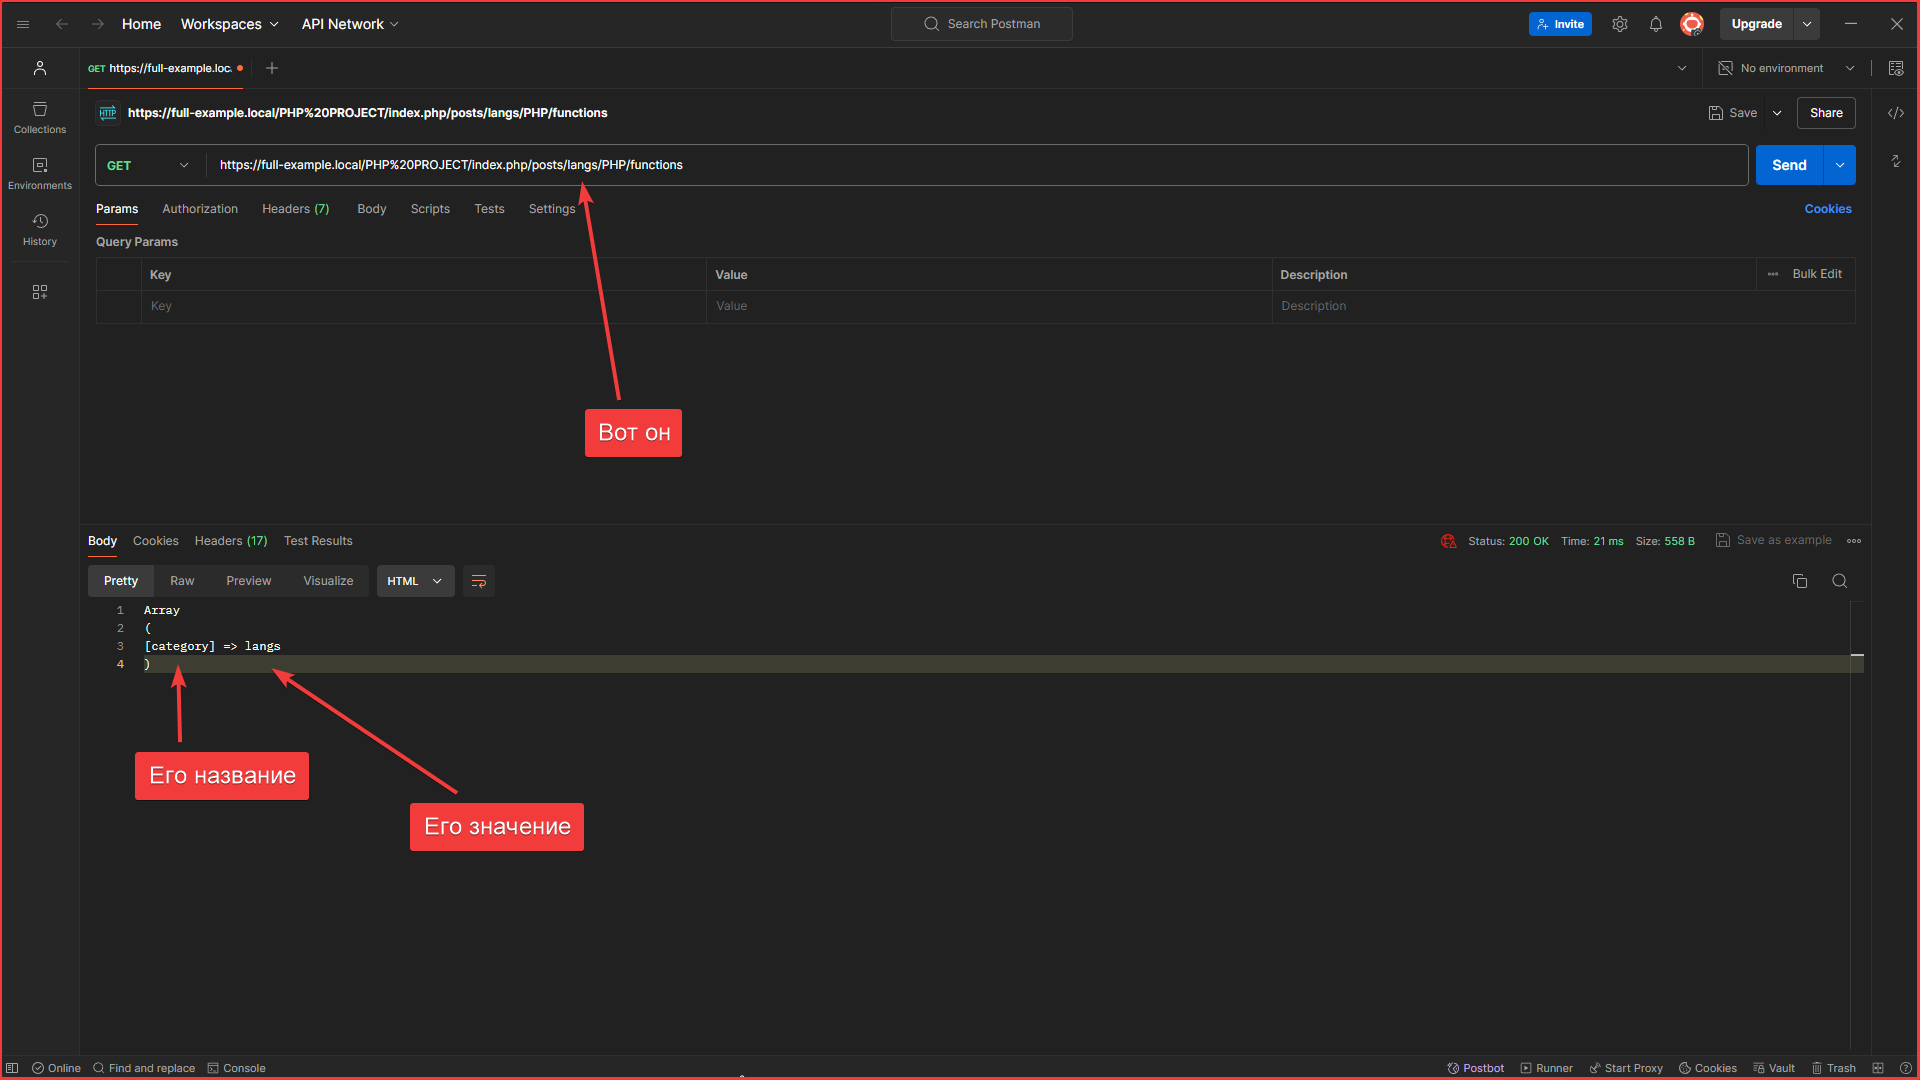 Home Workspaces API Network Search Postman Invite Upgrade
GET https://full-example.loc No environment
HTTP https://full-example.local/PHP%20PROJECT/index.php/posts/langs/PHP/functions Save Share
Collections
GET https://full-example.local/PHP%20PROJECT/index.php/posts/langs/PHP/functions Send
Environments
Params Authorization Headers (7) Body Scripts Tests Settings Cookies
History
Query Params
Key Value Description Bulk Edit
Key Value Description
Вот он
Body Cookies Headers (17) Test Results Status: 200 OK Time: 21 ms Size: 558 B Save as example
Pretty Raw Preview Visualize HTML
1 Array
2 (
3 [category] => langs
4 )
Его название
Его значение
Online Find and replace Console Postbot Runner Start Proxy Cookies Vault Trash